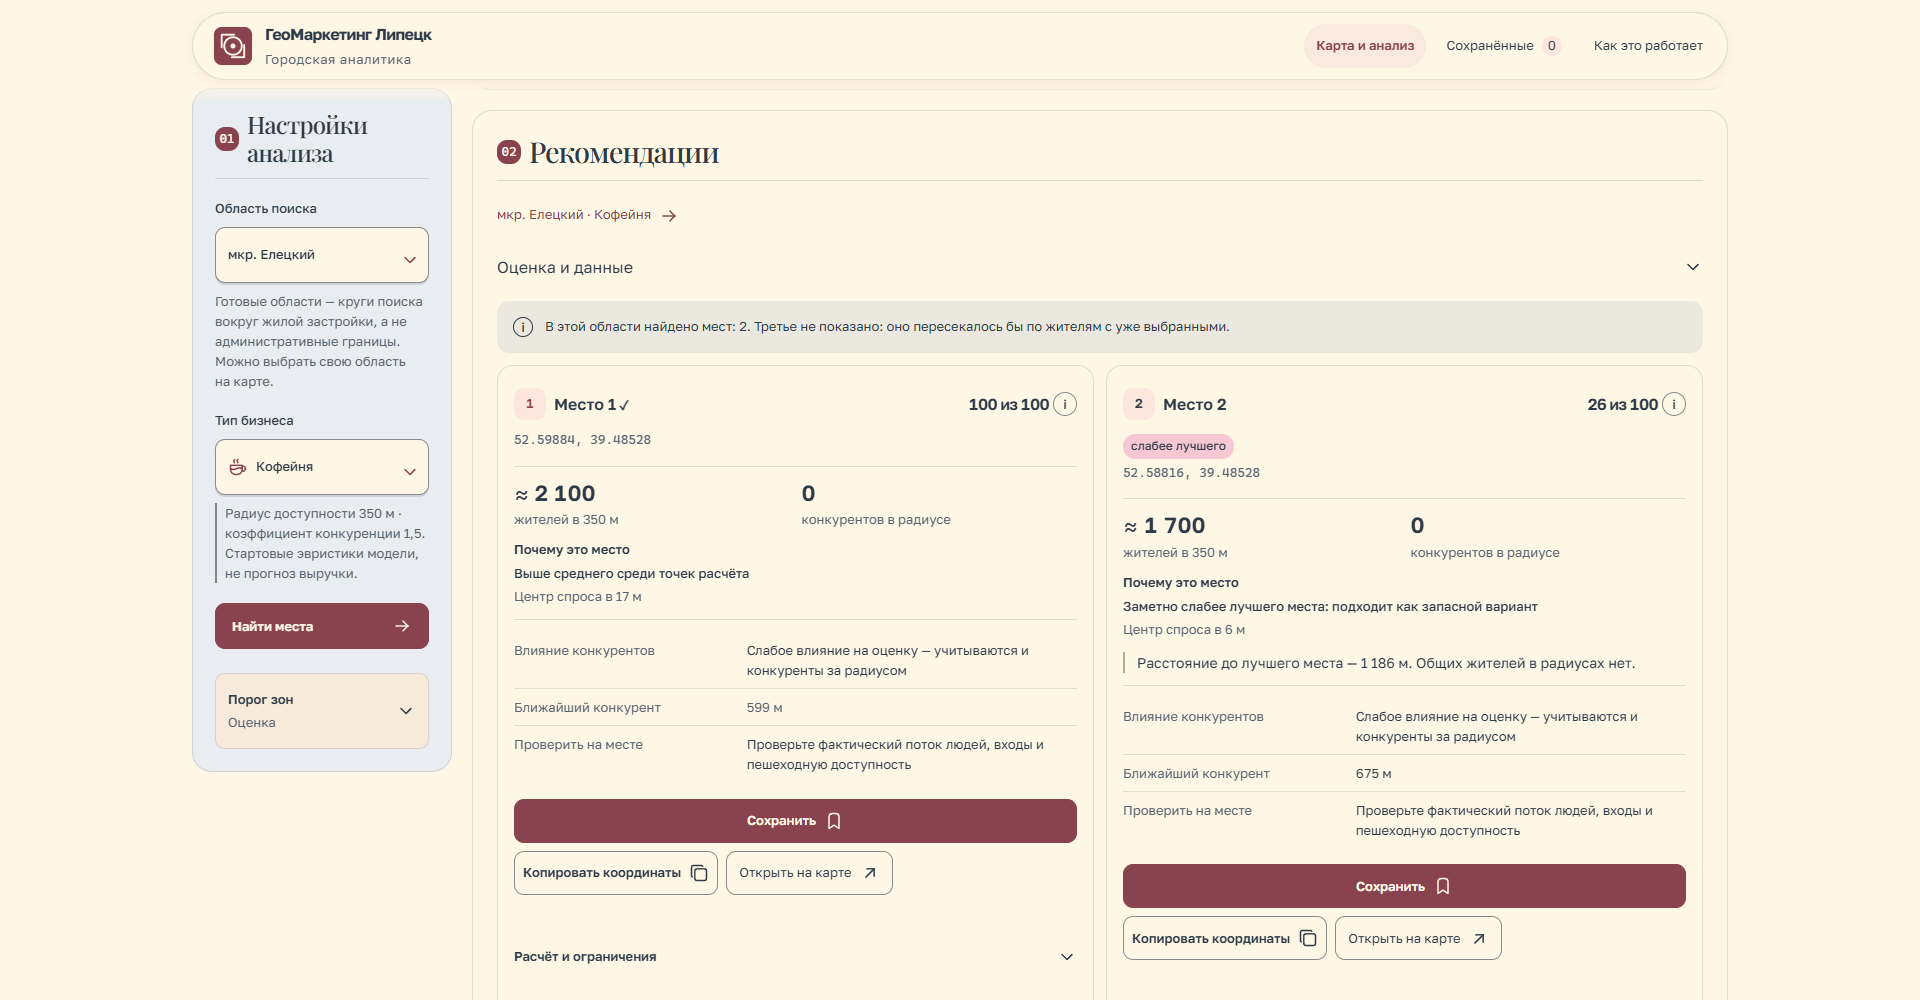 ГеоМаркетинг Липецк
Городская аналитика
Карта и анализ
Сохранённые 0
Как это работает
01 Настройки
анализа
Область поиска
мкр. Елецкий
Готовые области — круги поиска
вокруг жилой застройки, а не
административные границы.
Можно выбрать свою область
на карте.
Тип бизнеса
Кофейня
Радиус доступности 350 м ·
коэффициент конкуренции 1,5.
Стартовые эвристики модели,
не прогноз выручки.
Найти места →
Порог зон
Оценка
02 Рекомендации
мкр. Елецкий · Кофейня →
Оценка и данные
i В этой области найдено мест: 2. Третье не показано: оно пересекалось бы по жителям с уже выбранными.
1 Место 1 ✓ 100 из 100 i
52.59884, 39.48528
≈ 2 100 0
жителей в 350 м конкурентов в радиусе
Почему это место
Выше среднего среди точек расчёта
Центр спроса в 17 м
Влияние конкурентов Слабое влияние на оценку — учитываются и
конкуренты за радиусом
Ближайший конкурент 599 м
Проверить на месте Проверьте фактический поток людей, входы и
пешеходную доступность
Сохранить
Копировать координаты Открыть на карте
Расчёт и ограничения
2 Место 2 26 из 100 i
слабее лучшего
52.58816, 39.48528
≈ 1 700 0
жителей в 350 м конкурентов в радиусе
Почему это место
Заметно слабее лучшего места: подходит как запасной вариант
Центр спроса в 6 м
Расстояние до лучшего места — 1 186 м. Общих жителей в радиусах нет.
Влияние конкурентов Слабое влияние на оценку — учитываются и
конкуренты за радиусом
Ближайший конкурент 675 м
Проверить на месте Проверьте фактический поток людей, входы и
пешеходную доступность
Сохранить
Копировать координаты Открыть на карте